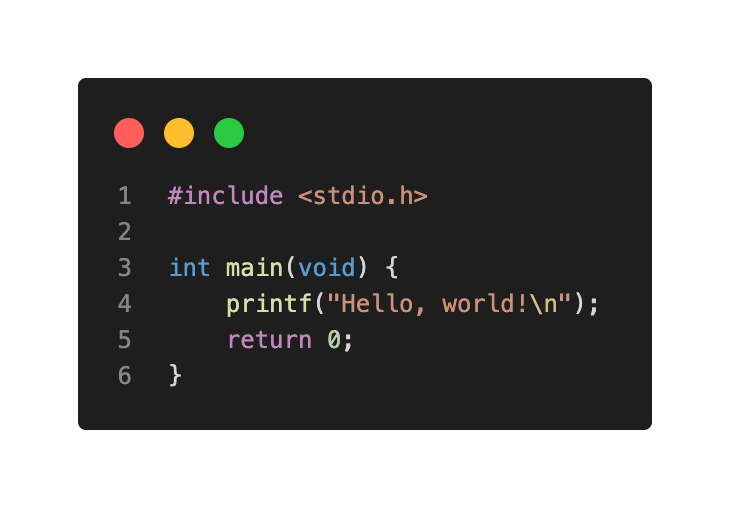 1 #include <stdio.h>
2
3 int main(void) {
4     printf("Hello, world!\n");
5     return 0;
6 }